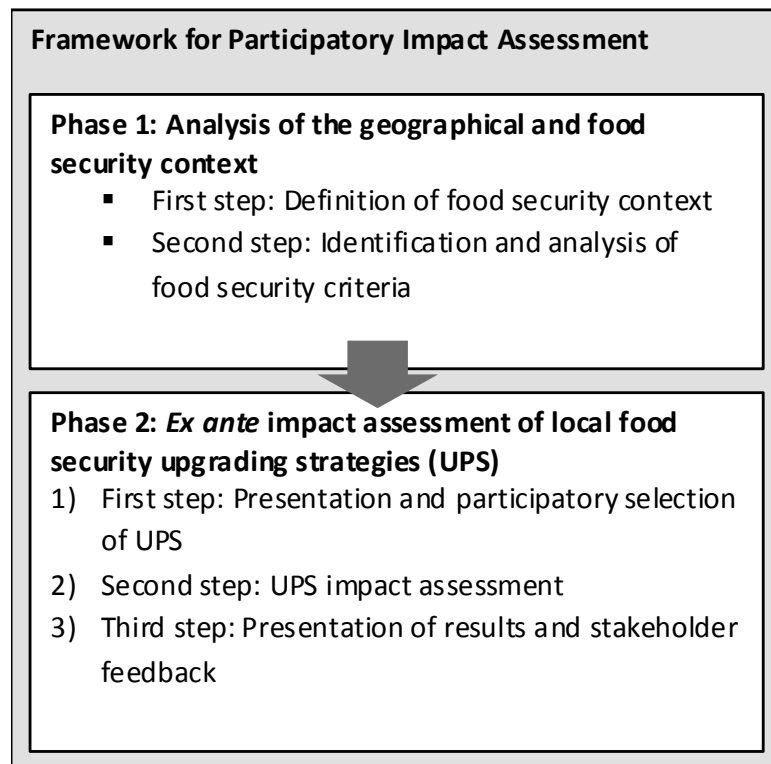 Framework for Participatory Impact Assessment
Phase 1: Analysis of the geographical and food
security context
▪ First step: Definition of food security context
▪ Second step: Identification and analysis of
food security criteria
Phase 2: Ex ante impact assessment of local food
security upgrading strategies (UPS)
1) First step: Presentation and participatory selection
of UPS
2) Second step: UPS impact assessment
3) Third step: Presentation of results and stakeholder
feedback